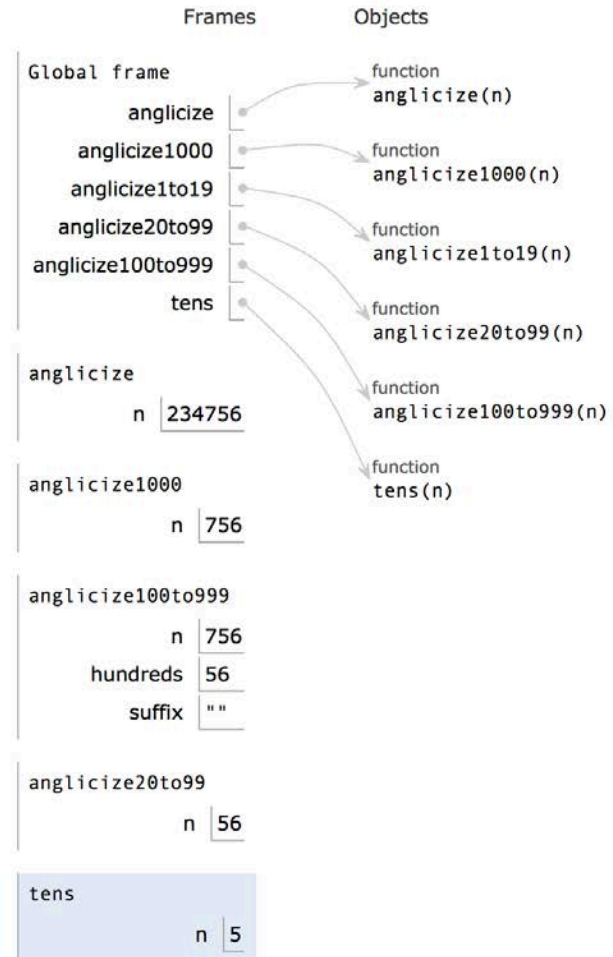 Frames Objects
Global frame
anglicize
anglicize1000
anglicize1to19
anglicize20to99
anglicize100to999
tens
function
anglicize(n)
function
anglicize1000(n)
function
anglicize1to19(n)
function
anglicize20to99(n)
function
anglicize100to999(n)
function
tens(n)
anglicize
n 234756
anglicize1000
n 756
anglicize100to999
n 756
hundreds 56
suffix ""
anglicize20to99
n 56
tens
n 5